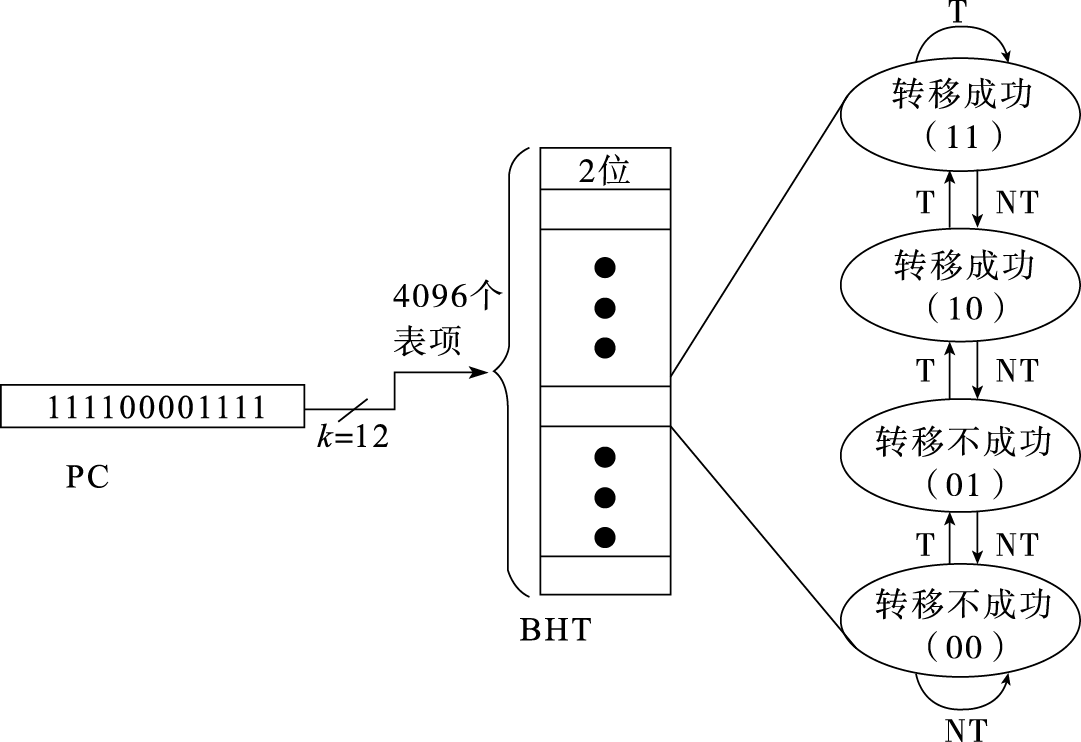 111100001111
PC
k=12
4096个
表项
2位
BHT
T
转移成功
（11）
T
NT
转移成功
（10）
T
NT
转移不成功
（01）
T
NT
转移不成功
（00）
NT